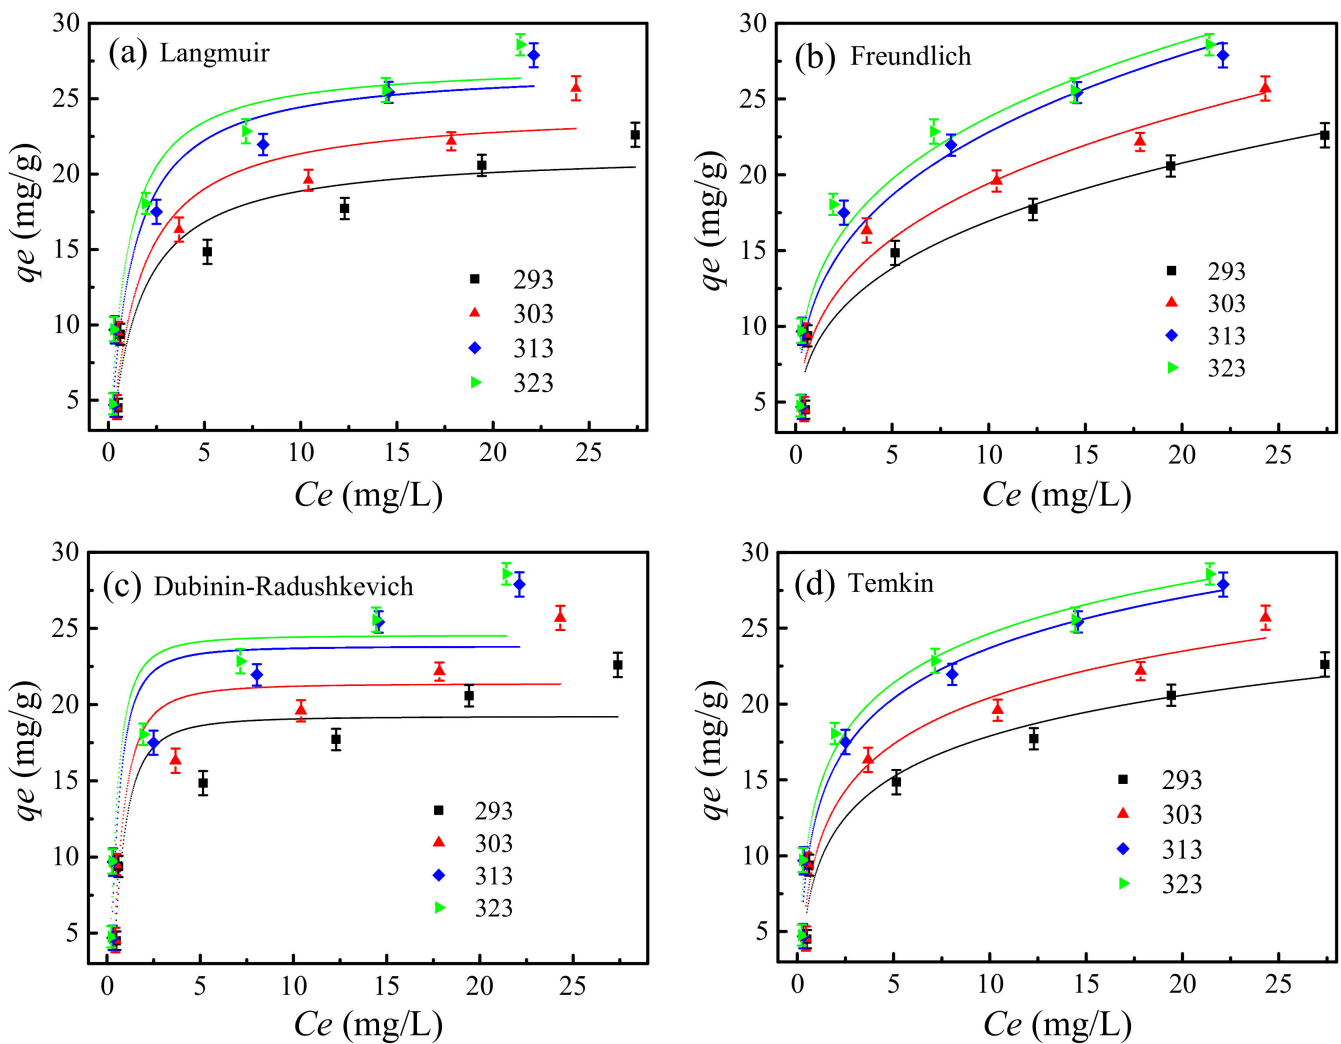 (a) Langmuir
30
25
20
15
10
5
qe (mg/g)
293
303
313
323
0 5 10 15 20 25
Ce (mg/L)
(b) Freundlich
30
25
20
15
10
5
qe (mg/g)
293
303
313
323
0 5 10 15 20 25
Ce (mg/L)
(c) Dubinin-Radushkevich
30
25
20
15
10
5
qe (mg/g)
293
303
313
323
0 5 10 15 20 25
Ce (mg/L)
(d) Temkin
30
25
20
15
10
5
qe (mg/g)
293
303
313
323
0 5 10 15 20 25
Ce (mg/L)